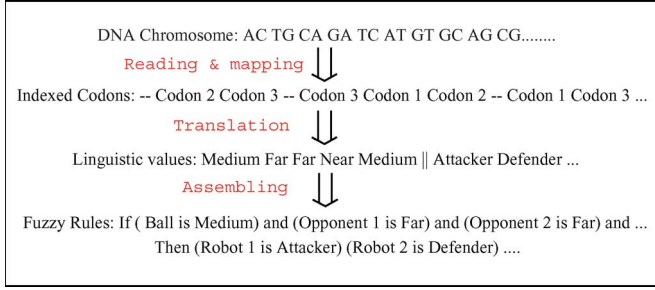 DNA Chromosome: AC TG CA GA TC AT GT GC AG CG........
Reading & mapping
Indexed Codons: -- Codon 2 Codon 3 -- Codon 3 Codon 1 Codon 2 -- Codon 1 Codon 3 ...
Translation
Linguistic values: Medium Far Far Near Medium || Attacker Defender ...
Assembling
Fuzzy Rules: If ( Ball is Medium) and (Opponent 1 is Far) and (Opponent 2 is Far) and ...
Then (Robot 1 is Attacker) (Robot 2 is Defender) ....